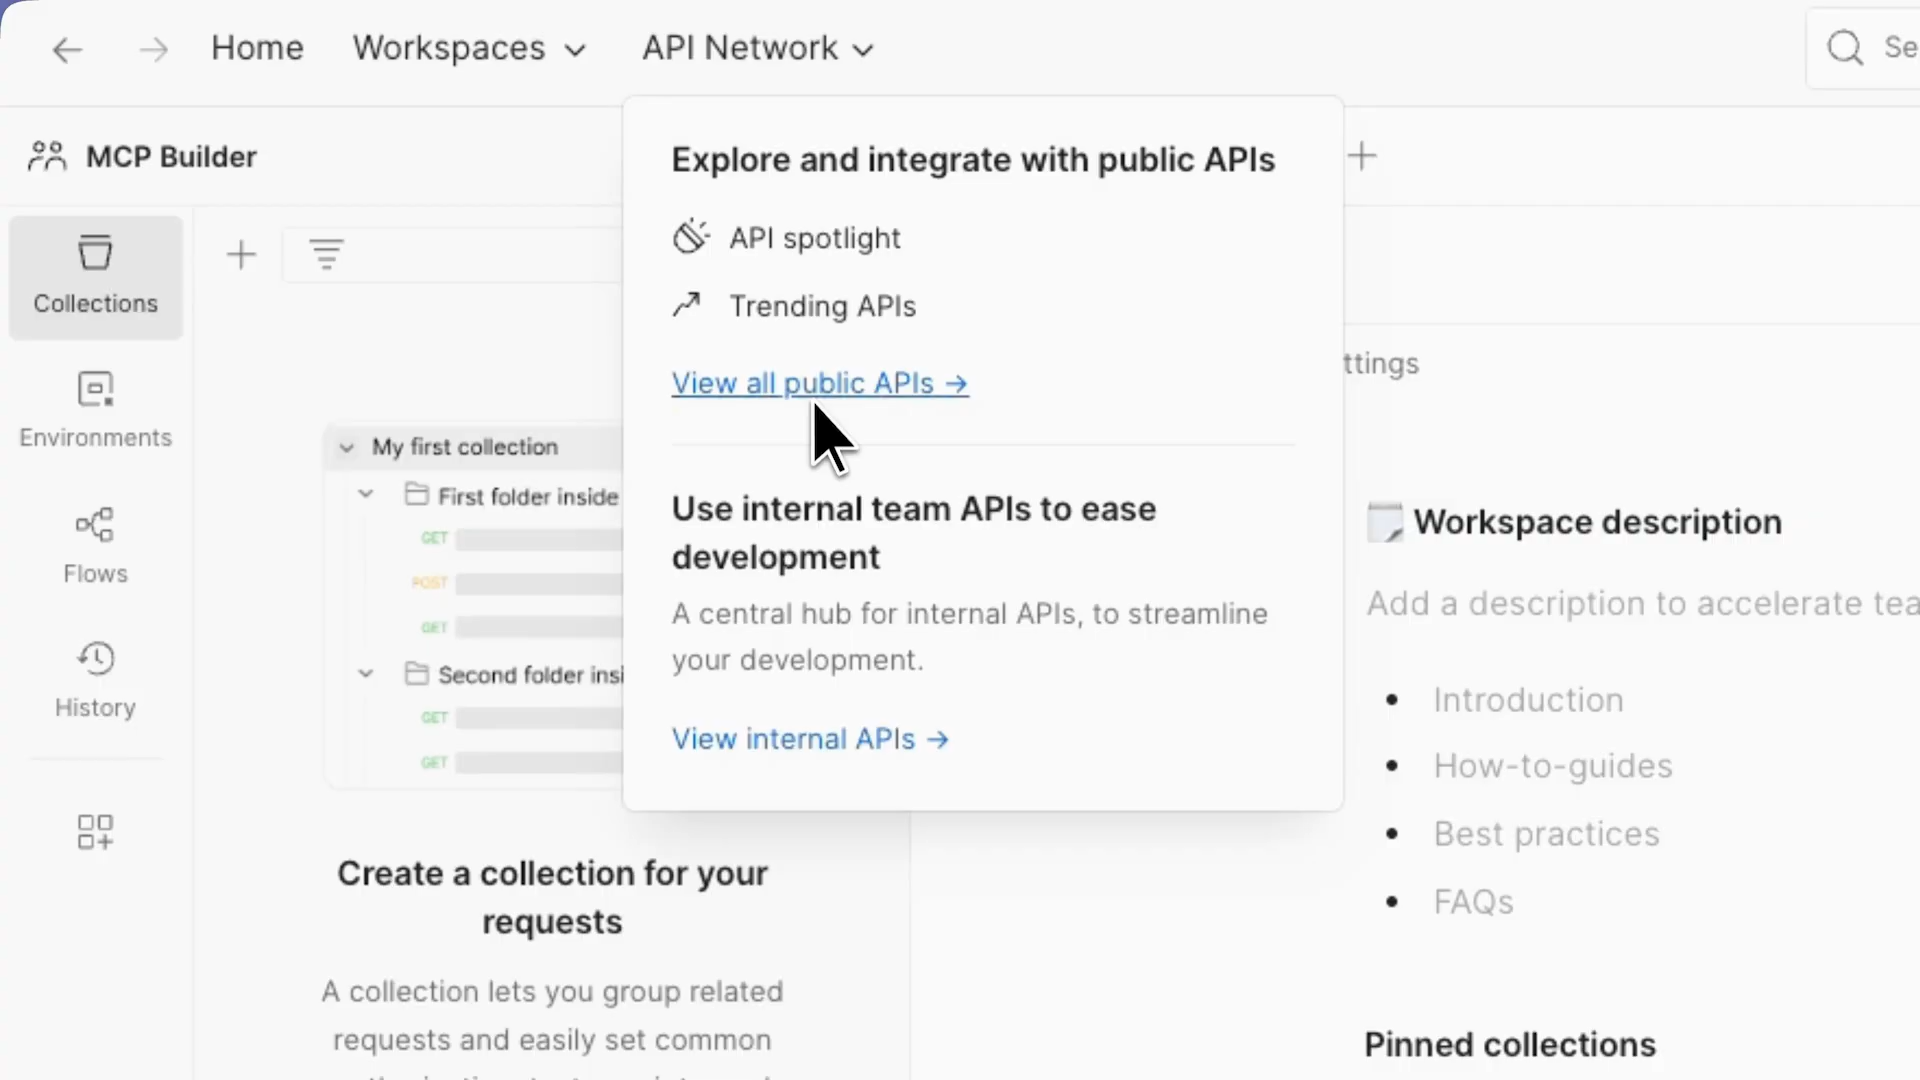 Home
Workspaces
API Network
Se
MCP Builder
Explore and integrate with public APIs
API spotlight
Trending APIs
View all public APIs →
Use internal team APIs to ease
development
A central hub for internal APIs, to streamline
your development.
View internal APIs →
Collections
Environments
Flows
History
My first collection
First folder inside
GET
POST
GET
Second folder insi
GET
GET
Create a collection for your
requests
A collection lets you group related
requests and easily set common
ttings
Workspace description
Add a description to accelerate tea
• Introduction
• How-to-guides
• Best practices
• FAQs
Pinned collections